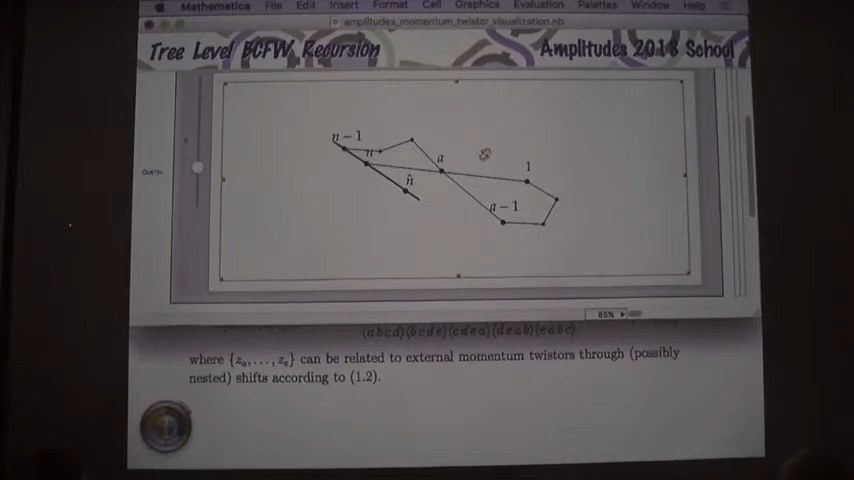 Mathematica File Edit Insert Format Cell Graphics Evaluation Palettes Window Help
amplitudes_momentum_twistor_visualization.nb
Tree Level BCFW Recursion
Amplitudes 2018 School
n − 1
n
a
1
n̂
a − 1
85%
(abcd)(bcde)(cdea)(deab)(eabc)
where {zₐ,...,zₑ} can be related to external momentum twistors through (possibly
nested) shifts according to (1.2).